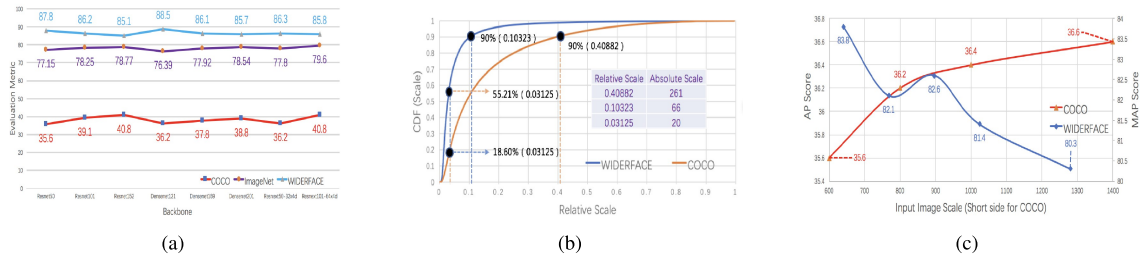 100
90
80
70
60
50
40
30
20
10
0
Evaluation Metric
87.8 86.2 85.1 88.5 86.1 85.7 86.3 85.8
77.15 78.25 78.77 76.39 77.92 78.54 77.8 79.6
35.6 39.1 40.8 36.2 37.8 38.8 36.2 40.8
COCO ImageNet WIDERFACE
Resnet50 Resnet101 Resnet152 Densenet121 Densenet169 Densenet201
Backbone
(a)
CDF (Scale)
1
0.9
0.8
0.7
0.6
0.5
0.4
0.3
0.2
0.1
0
90% ( 0.10323)
90% ( 0.40882)
55.21% ( 0.03125)
18.60% ( 0.03125)
Relative Scale Absolute Scale
0.40882 261
0.10323 66
0.03125 20
WIDERFACE COCO
0 0.1 0.2 0.3 0.4 0.5 0.6 0.7 0.8 0.9 1
Relative Scale
(b)
AP Score
36.8
36.6
36.4
36.2
36
35.8
35.6
35.4
83.8
82.1
82.6
81.4
80.3
35.6
36.2
36.4
36.6
COCO
WIDERFACE
84
83.5
83
82.5
82
81.5
81
80.5
80
MAP Score
600 700 800 900 1000 1100 1200 1300 1400
Input Image Scale (Short side for COCO)
(c)